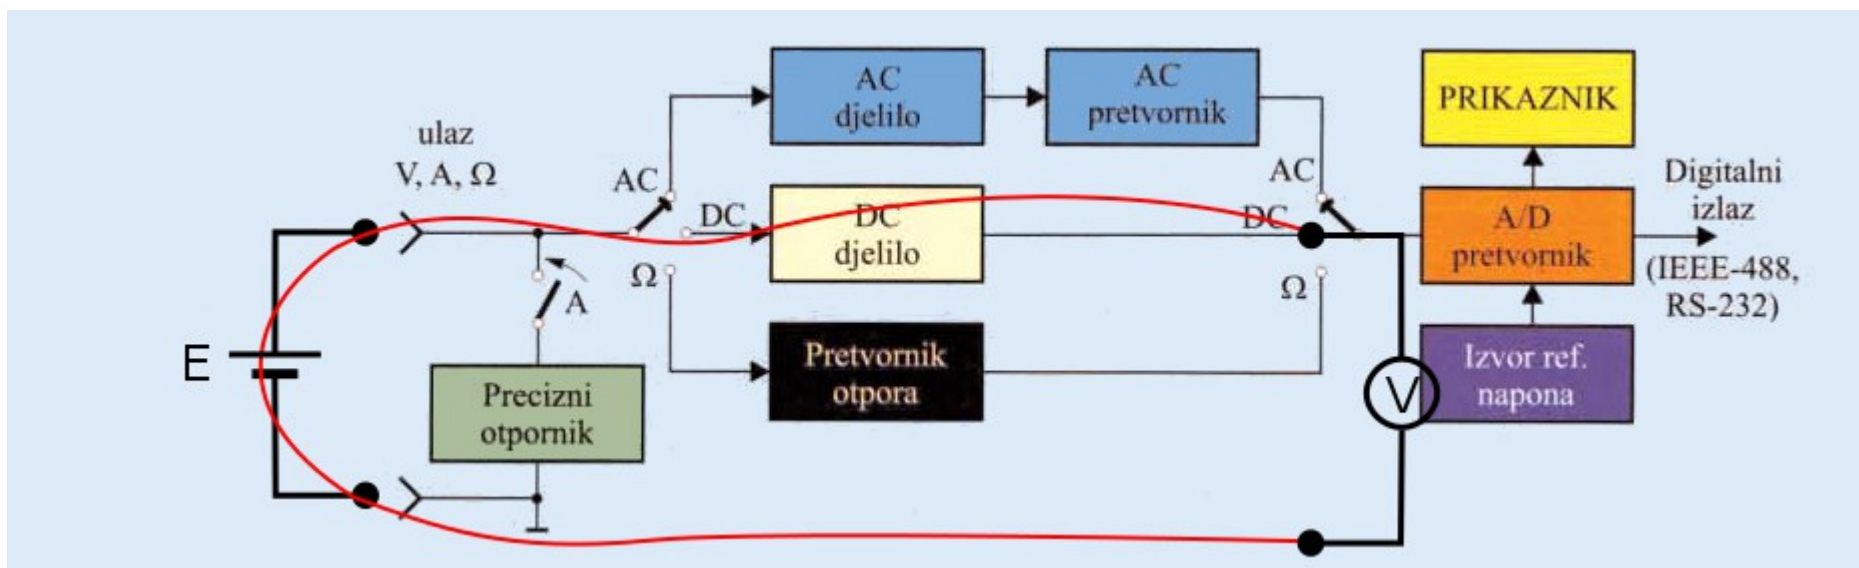 ulaz
V, A, Ω
AC
DC
Ω
A
E
AC
djelilo
AC
pretvornik
DC
djelilo
Pretvornik
otpora
Precizni
otpornik
AC
DC
Ω
V
PRIKAZNIK
A/D
pretvornik
Izvor ref.
napona
Digitalni
izlaz
(IEEE-488,
RS-232)